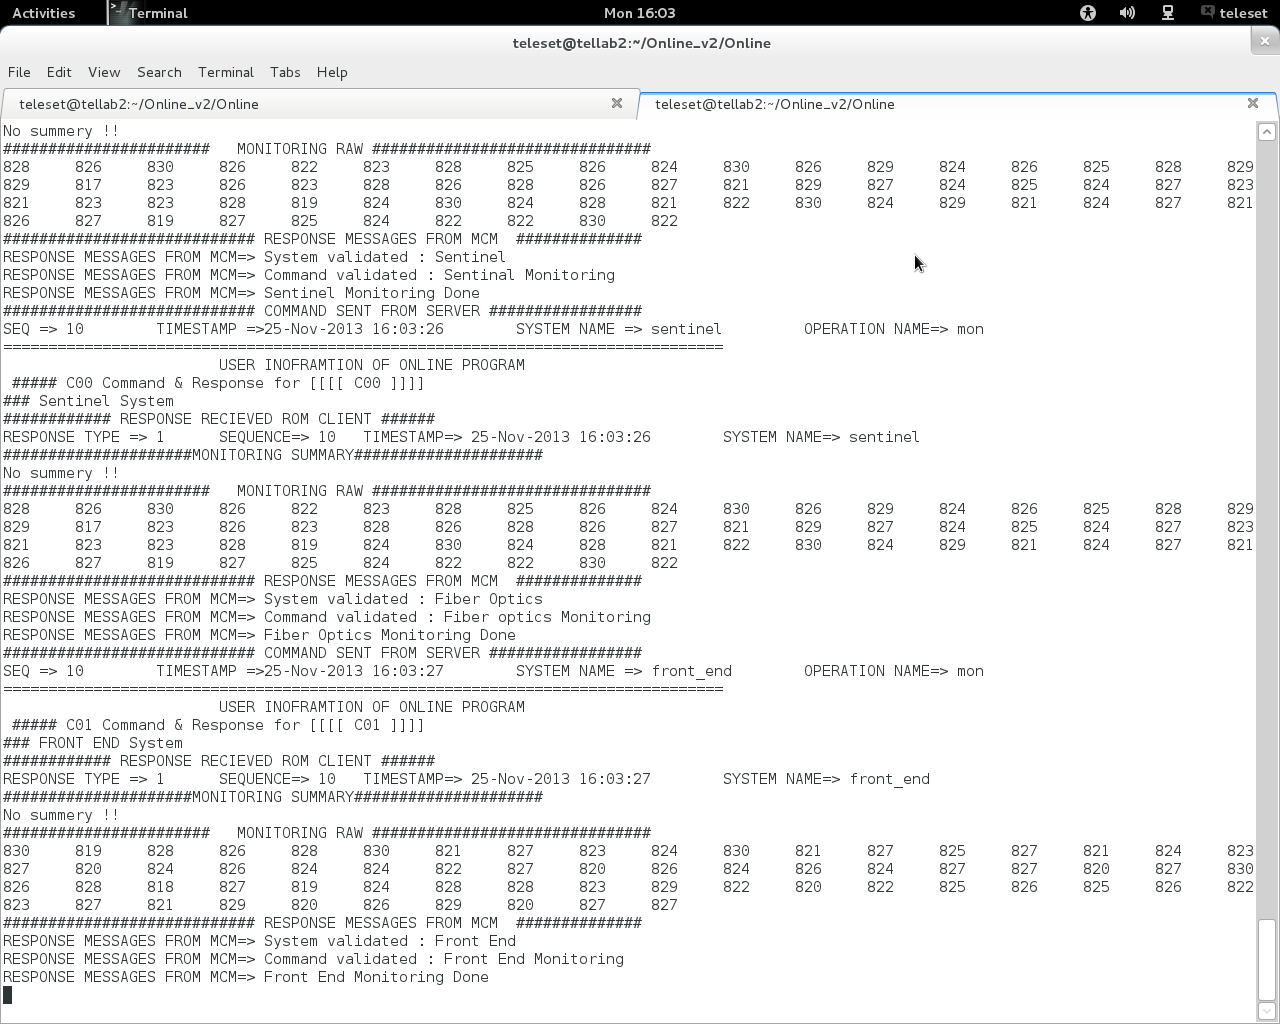 Activities Terminal Mon 16:03 teleset
teleset@tellab2:~/Online_v2/Online
File Edit View Search Terminal Tabs Help
teleset@tellab2:~/Online_v2/Online teleset@tellab2:~/Online_v2/Online
No summery !!
####################### MONITORING RAW ###############################
828 826 830 826 822 823 828 825 826 824 830 826 829 824 826 825 828 829
829 817 823 826 823 828 826 828 826 827 821 829 827 824 825 824 827 823
821 823 823 828 819 824 830 824 828 821 822 830 824 829 821 824 827 821
826 827 819 827 825 824 822 822 830 822
############################ RESPONSE MESSAGES FROM MCM ##############
RESPONSE MESSAGES FROM MCM=> System validated : Sentinel
RESPONSE MESSAGES FROM MCM=> Command validated : Sentinal Monitoring
RESPONSE MESSAGES FROM MCM=> Sentinel Monitoring Done
############################ COMMAND SENT FROM SERVER #################
SEQ => 10 TIMESTAMP =>25-Nov-2013 16:03:26 SYSTEM NAME => sentinel OPERATION NAME=> mon
================================================================================
USER INOFRAMTION OF ONLINE PROGRAM
##### C00 Command & Response for [[[[ C00 ]]]]
### Sentinel System
############ RESPONSE RECIEVED ROM CLIENT ######
RESPONSE TYPE => 1 SEQUENCE=> 10 TIMESTAMP=> 25-Nov-2013 16:03:26 SYSTEM NAME=> sentinel
#####################MONITORING SUMMARY#####################
No summery !!
####################### MONITORING RAW ###############################
828 826 830 826 822 823 828 825 826 824 830 826 829 824 826 825 828 829
829 817 823 826 823 828 826 828 826 827 821 829 827 824 825 824 827 823
821 823 823 828 819 824 830 824 828 821 822 830 824 829 821 824 827 821
826 827 819 827 825 824 822 822 830 822
############################ RESPONSE MESSAGES FROM MCM ##############
RESPONSE MESSAGES FROM MCM=> System validated : Fiber Optics
RESPONSE MESSAGES FROM MCM=> Command validated : Fiber optics Monitoring
RESPONSE MESSAGES FROM MCM=> Fiber Optics Monitoring Done
############################ COMMAND SENT FROM SERVER #################
SEQ => 10 TIMESTAMP =>25-Nov-2013 16:03:27 SYSTEM NAME => front_end OPERATION NAME=> mon
================================================================================
USER INOFRAMTION OF ONLINE PROGRAM
##### C01 Command & Response for [[[[ C01 ]]]]
### FRONT END System
############ RESPONSE RECIEVED ROM CLIENT ######
RESPONSE TYPE => 1 SEQUENCE=> 10 TIMESTAMP=> 25-Nov-2013 16:03:27 SYSTEM NAME=> front_end
#####################MONITORING SUMMARY#####################
No summery !!
####################### MONITORING RAW ###############################
830 819 828 826 828 830 821 827 823 824 830 821 827 825 827 821 824 823
827 820 824 826 824 824 822 827 820 826 824 826 824 827 827 820 827 830
826 828 818 827 819 824 828 828 823 829 822 820 822 825 826 825 826 822
823 827 821 829 820 826 829 820 827 827
############################ RESPONSE MESSAGES FROM MCM ##############
RESPONSE MESSAGES FROM MCM=> System validated : Front End
RESPONSE MESSAGES FROM MCM=> Command validated : Front End Monitoring
RESPONSE MESSAGES FROM MCM=> Front End Monitoring Done